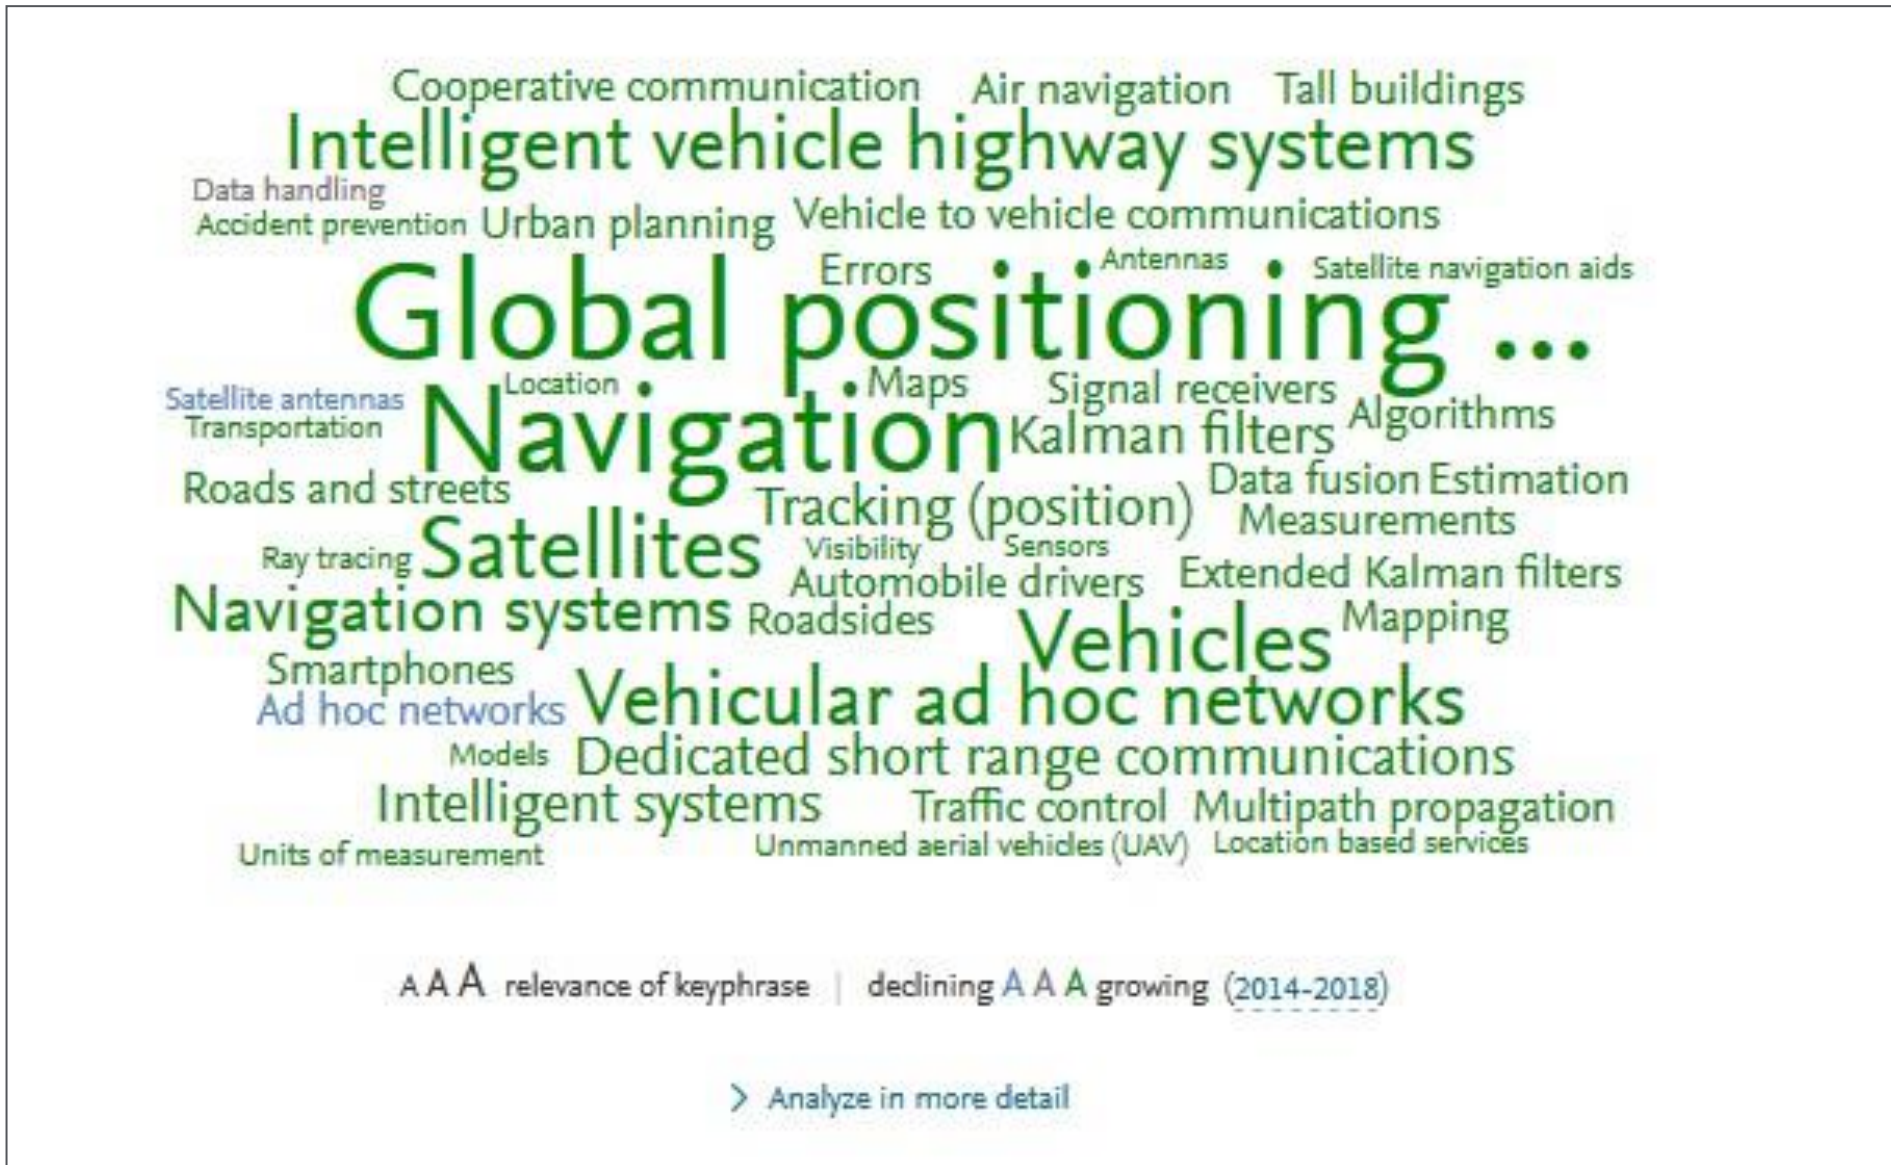 Cooperative communication Air navigation Tall buildings
Intelligent vehicle highway systems
Data handling
Accident prevention Urban planning Vehicle to vehicle communications
Errors Antennas Satellite navigation aids
Global positioning ...
Satellite antennas Location Maps Signal receivers Algorithms
Transportation Navigation Kalman filters
Roads and streets Tracking (position) Data fusion Estimation
Measurements
Ray tracing Satellites Visibility Sensors
Automobile drivers Extended Kalman filters
Navigation systems Roadsides Vehicles Mapping
Smartphones
Ad hoc networks Vehicular ad hoc networks
Models Dedicated short range communications
Intelligent systems Traffic control Multipath propagation
Units of measurement Unmanned aerial vehicles (UAV) Location based services
A A A relevance of keyphrase | declining A A A growing (2014-2018)
> Analyze in more detail